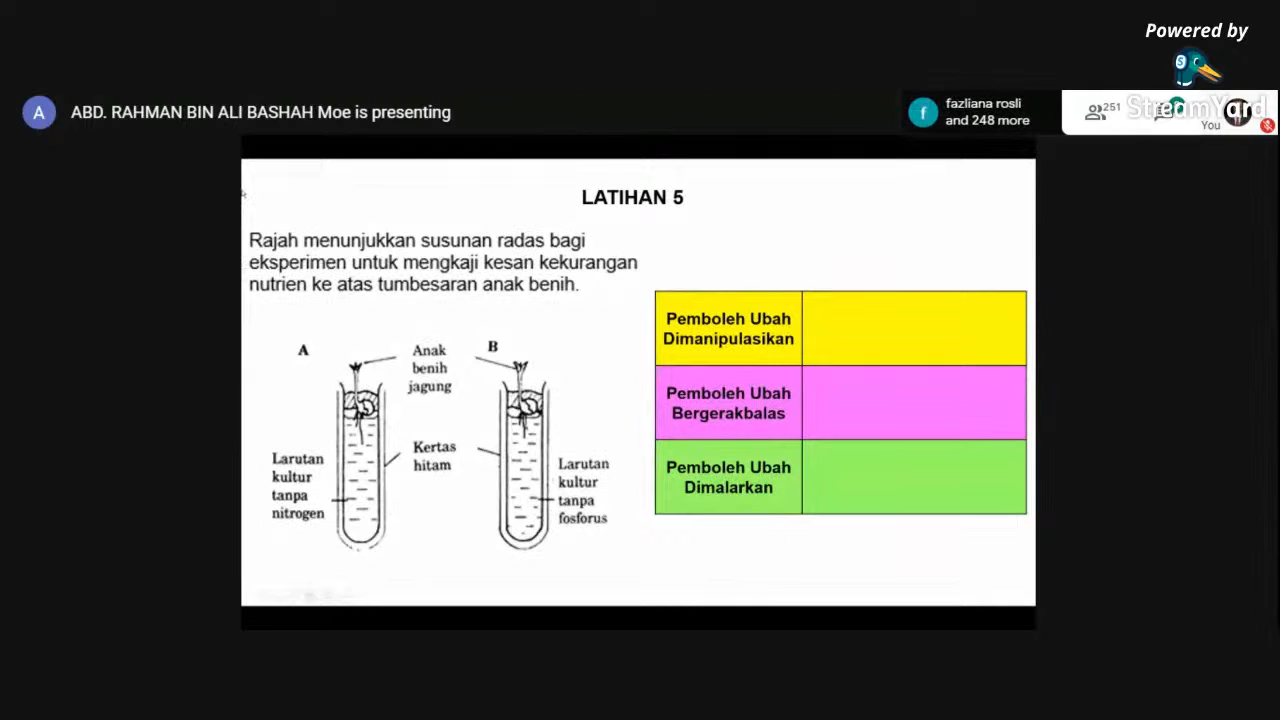 Powered by
StreamYard
A
ABD. RAHMAN BIN ALI BASHAH Moe is presenting
f
fazliana rosli
and 248 more
251
You
LATIHAN 5
Rajah menunjukkan susunan radas bagi
eksperimen untuk mengkaji kesan kekurangan
nutrien ke atas tumbesaran anak benih.
A
Anak
benih
jagung
B
Kertas
hitam
Larutan
kultur
tanpa
nitrogen
Larutan
kultur
tanpa
fosforus
Pemboleh Ubah
Dimanipulasikan
Pemboleh Ubah
Bergerakbalas
Pemboleh Ubah
Dimalarkan